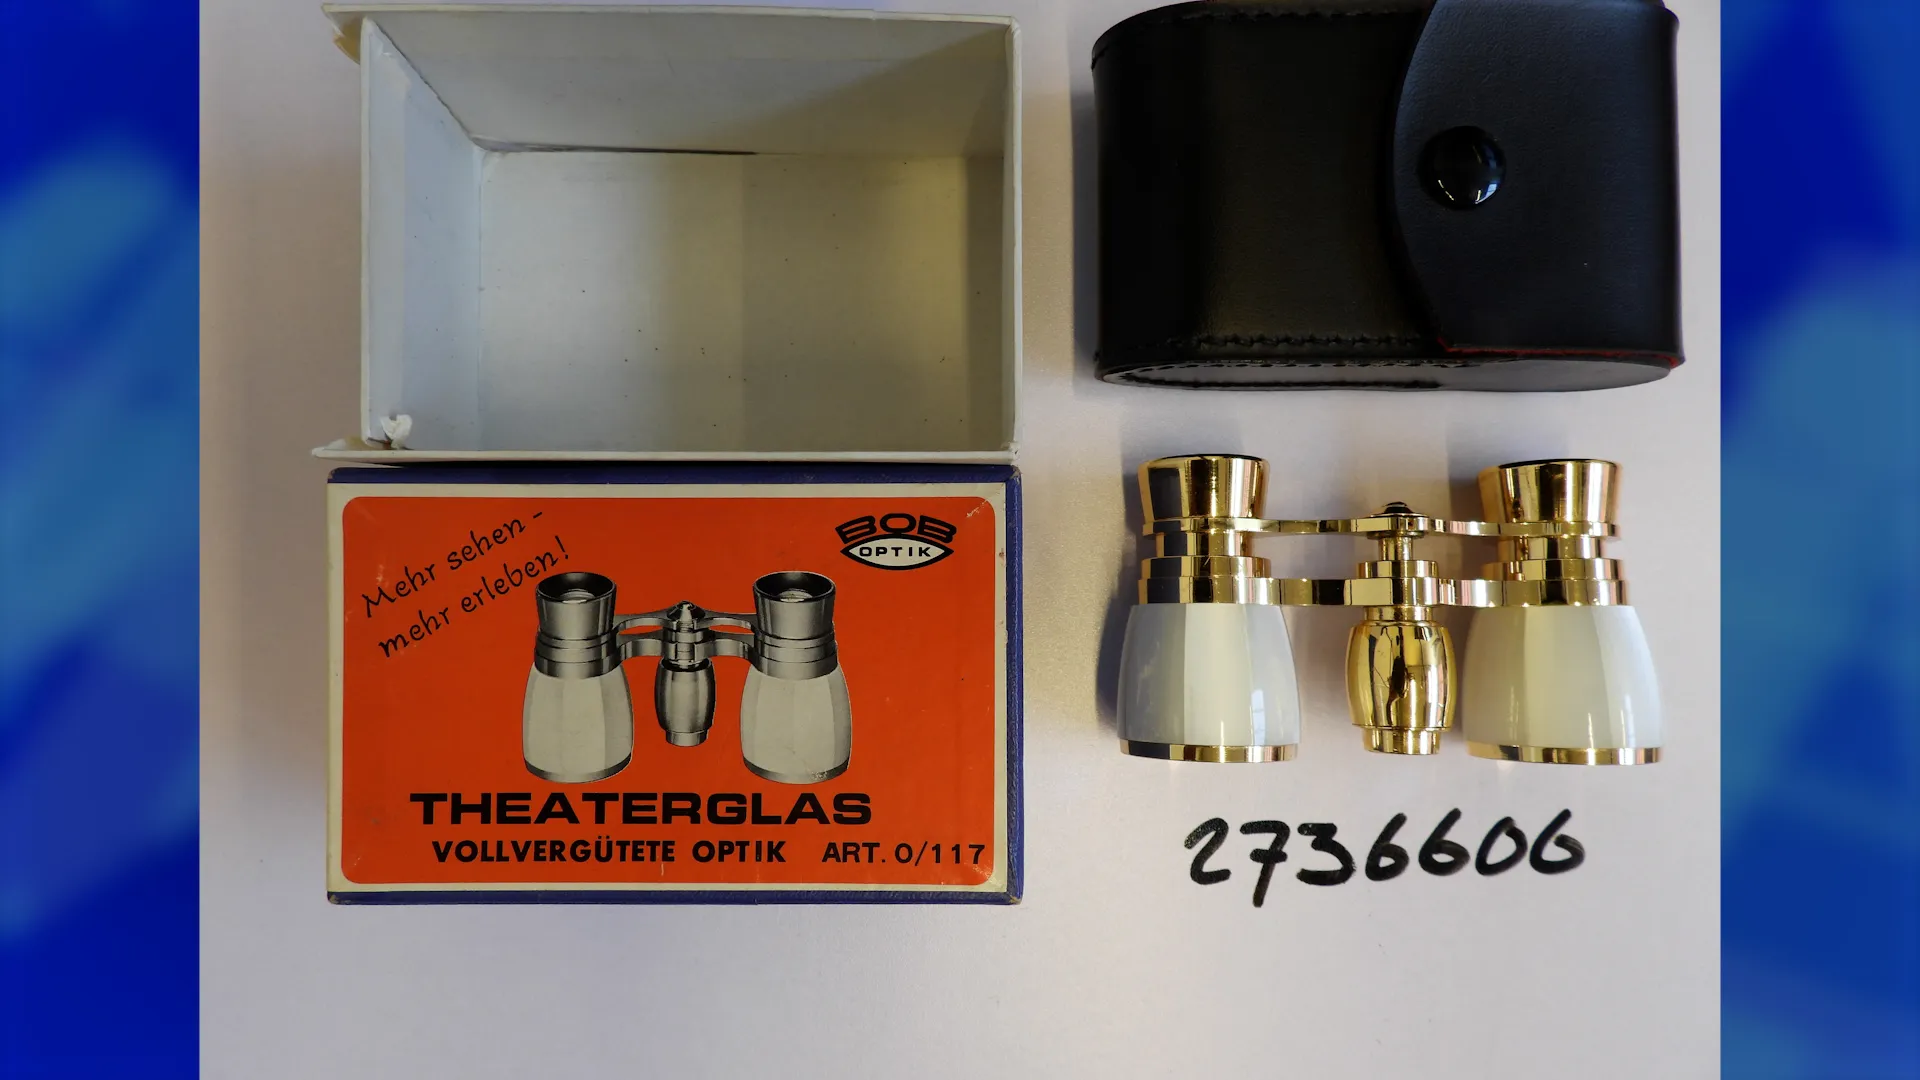 Mehr sehen -
mehr erleben!
BOB
OPTIK
THEATERGLAS
VOLLVERGÜTETE OPTIK ART. 0/117
2736606